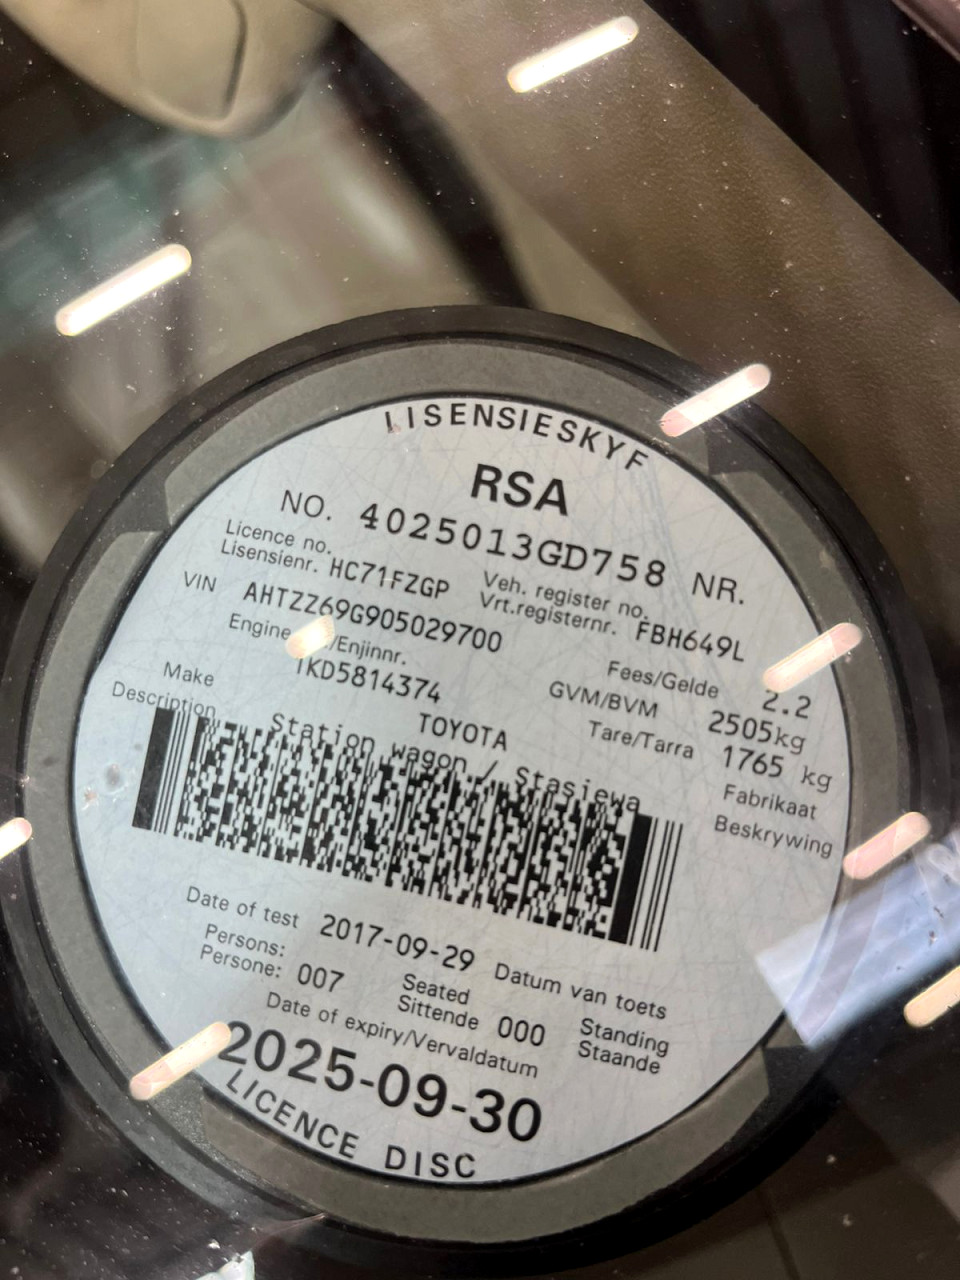 LISENSIESKYF
RSA
NO. 4025013GD758 NR.
Licence no.
Lisensienr. HC71FZGP
Veh. register no.
Vrt.registernr. FBH649L
VIN AHTZZ69G905029700
Engine /Enjinnr.
1KD5814374
Fees/Gelde 2.2
GVM/BVM 2505kg
Tare/Tarra 1765 kg
Make TOYOTA Fabrikaat
Description Station wagon / Stasiewa Beskrywing
Date of test 2017-09-29 Datum van toets
Persons:
Persone: 007
Seated
Sittende 000
Standing
Staande
Date of expiry/Vervaldatum
2025-09-30
LICENCE DISC